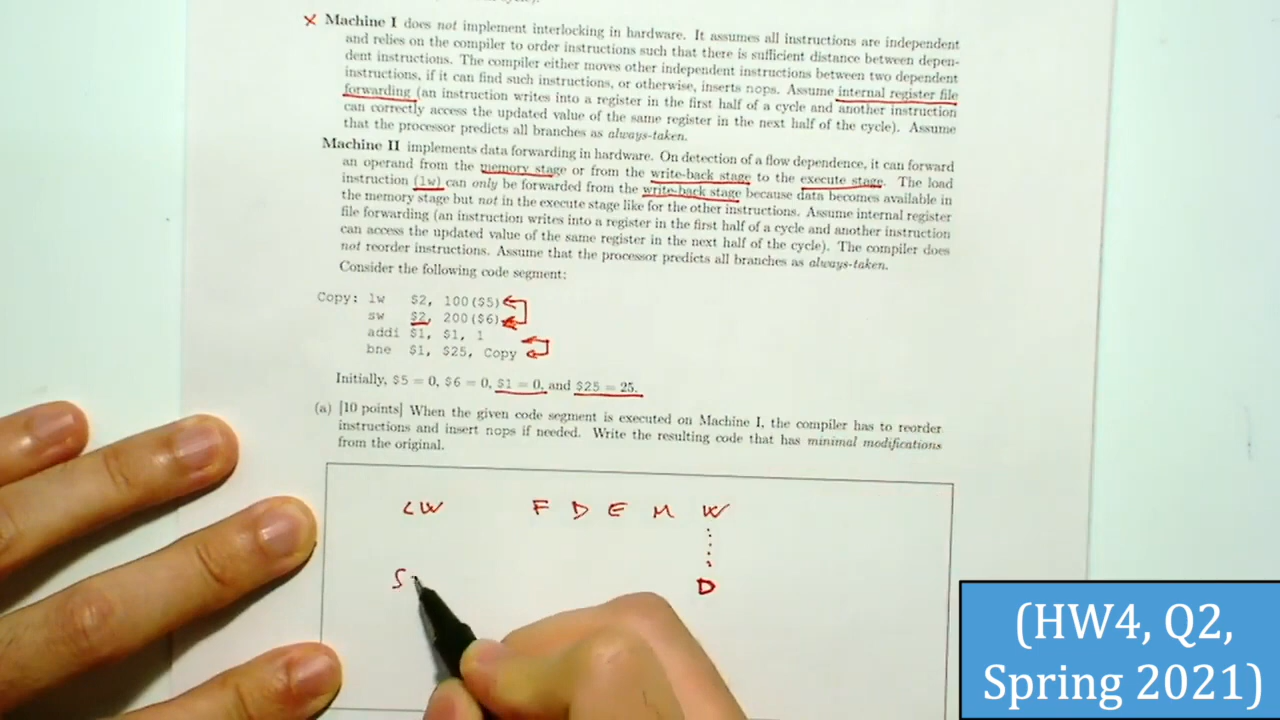 ✗ Machine I does not implement interlocking in hardware. It assumes all instructions are independent
and relies on the compiler to order instructions such that there is sufficient distance between depen-
dent instructions. The compiler either moves other independent instructions between two dependent
instructions, if it can find such instructions, or otherwise, inserts nops. Assume internal register file
forwarding (an instruction writes into a register in the first half of a cycle and another instruction
can correctly access the updated value of the same register in the next half of the cycle). Assume
that the processor predicts all branches as always-taken.
Machine II implements data forwarding in hardware. On detection of a flow dependence, it can forward
an operand from the memory stage or from the write-back stage to the execute stage. The load
instruction (lw) can only be forwarded from the write-back stage because data becomes available in
the memory stage but not in the execute stage like for the other instructions. Assume internal register
file forwarding (an instruction writes into a register in the first half of a cycle and another instruction
can access the updated value of the same register in the next half of the cycle). The compiler does
not reorder instructions. Assume that the processor predicts all branches as always-taken.
Consider the following code segment:
Copy: lw $2, 100($5)
sw $2, 200($6)
addi $1, $1, 1
bne $1, $25, Copy
Initially, $5 = 0, $6 = 0, $1 = 0, and $25 = 25.
(a) [10 points] When the given code segment is executed on Machine I, the compiler has to reorder
instructions and insert nops if needed. Write the resulting code that has minimal modifications
from the original.
LW F D E M W
S D
(HW4, Q2,
Spring 2021)